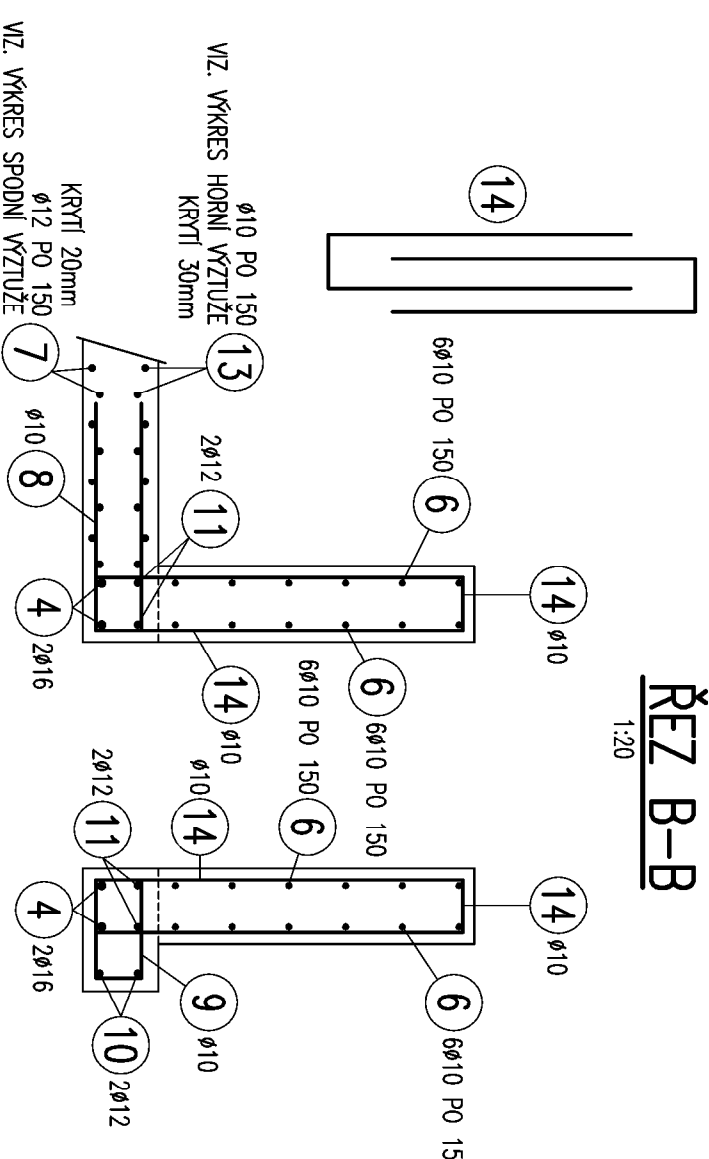 ŘEZ B-B
1:20
14
14 ø10
14 ø10
6ø10 PO 150 6
6 6ø10 PO 150
6 6ø10 PO 15
6ø10 PO 150 6
2ø12 11
14 ø10
ø10 14
ø10 PO 150
VIZ. VÝKRES HORNÍ VÝZTUŽE
KRYTÍ 30mm
13
KRYTÍ 20mm
ø12 PO 150
VIZ. VÝKRES SPODNÍ VÝZTUŽE
7
ø10 8
4 2ø16
2ø12 11
9 ø10
4 2ø16
10 2ø12